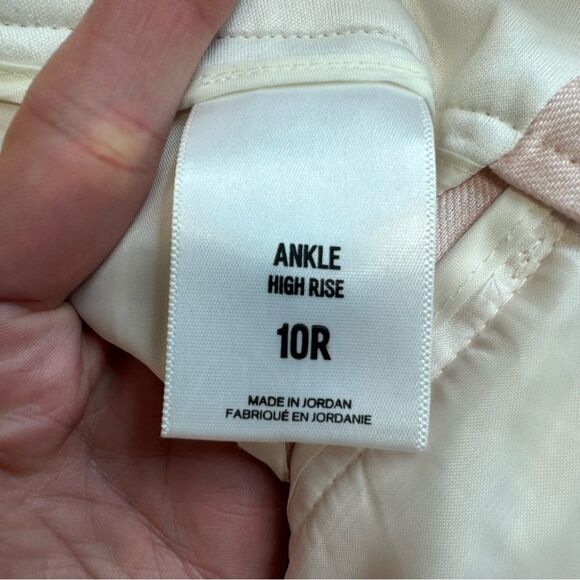 ANKLE
HIGH RISE
10R
MADE IN JORDAN
FABRIQUÉ EN JORDANIE